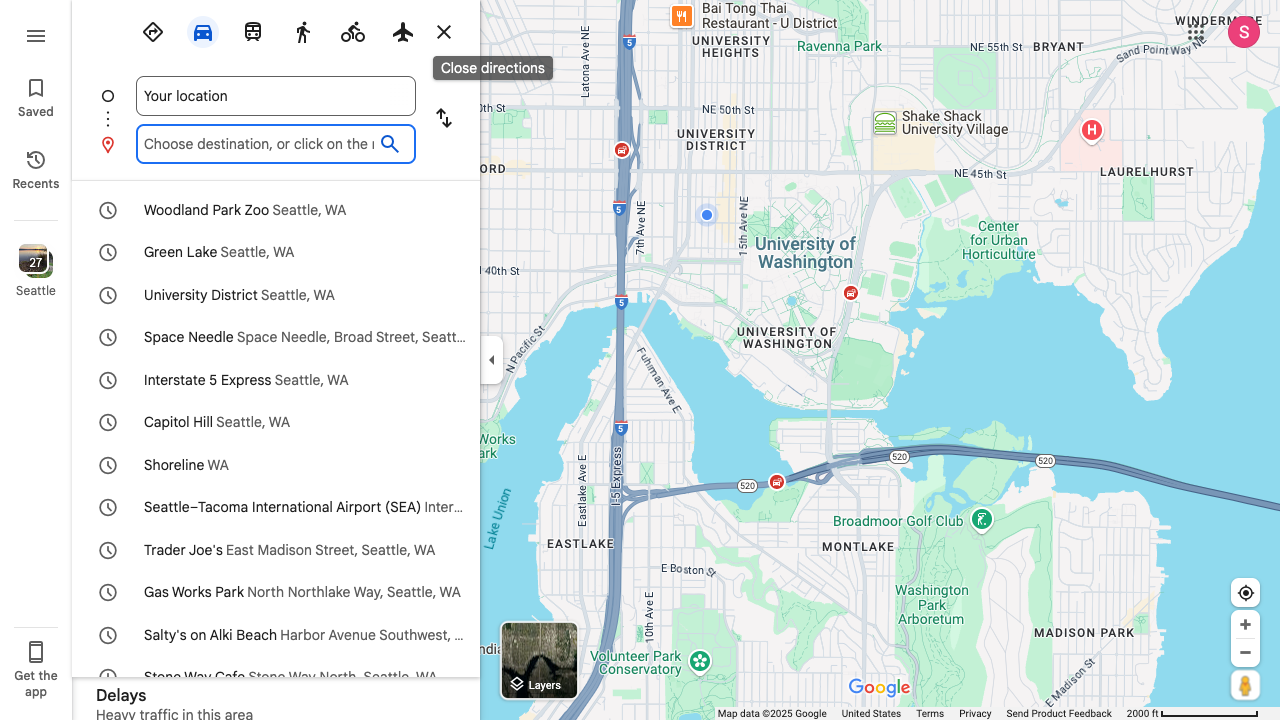 Saved
Recents
27
Seattle
Get the
app
Close directions
Your location
Choose destination, or click on the
Woodland Park Zoo Seattle, WA
Green Lake Seattle, WA
University District Seattle, WA
Space Needle Space Needle, Broad Street, Seatt...
Interstate 5 Express Seattle, WA
Capitol Hill Seattle, WA
Shoreline WA
Seattle–Tacoma International Airport (SEA) Inter...
Trader Joe's East Madison Street, Seattle, WA
Gas Works Park North Northlake Way, Seattle, WA
Salty's on Alki Beach Harbor Avenue Southwest, ...
Stone Way Cafe Stone Way North, Seattle, WA
Delays
Heavy traffic in this area
Bai Tong Thai
Restaurant - U District
WINDERMERE
S
Latona Ave NE
5
UNIVERSITY
HEIGHTS
Ravenna Park
NE 55th St
BRYANT
Sand Point Way NE
0th St
NE 50th St
Shake Shack
University Village
UNIVERSITY
DISTRICT
H
ORD
NE 45th St
LAURELHURST
5
7th Ave NE
15th Ave NE
University of
Washington
Center
for Urban
Horticulture
40th St
5
UNIVERSITY OF
WASHINGTON
N Pacific St
Fuhrman Ave E
5
Works
ark
520
520
I-5 Express
520
Eastlake Ave E
Lake Union
Broadmoor Golf Club
EASTLAKE
MONTLAKE
E Boston St
Washington
Park
Arboretum
10th Ave E
MADISON PARK
India
Volunteer Park
Conservatory
E Madison St
Layers
Google
Map data ©2025 Google
United States
Terms
Privacy
Send Product Feedback
2000 ft